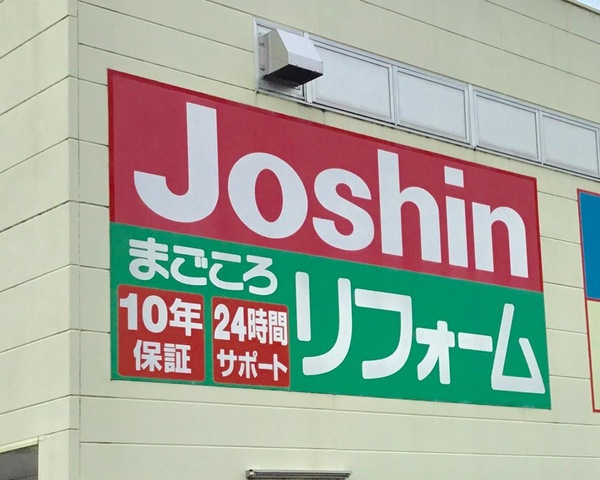 Joshin
まごころ
リフォーム
10年
保証
24時間
サポート